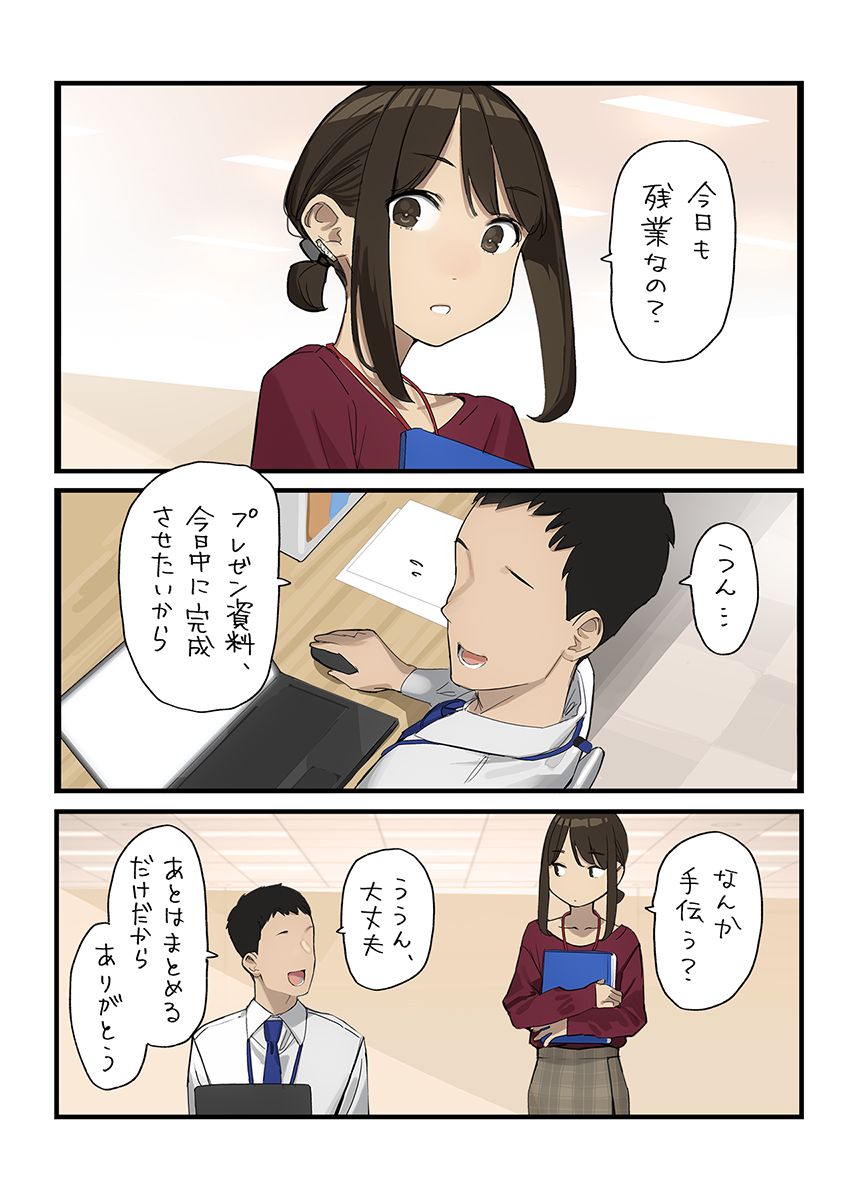 今日も
残業なの?
うん…
プレゼン資料、
今日中に完成
させたいから
なんか
手伝う?
ううん、
大丈夫
あとはまとめる
だけだから
ありがとう